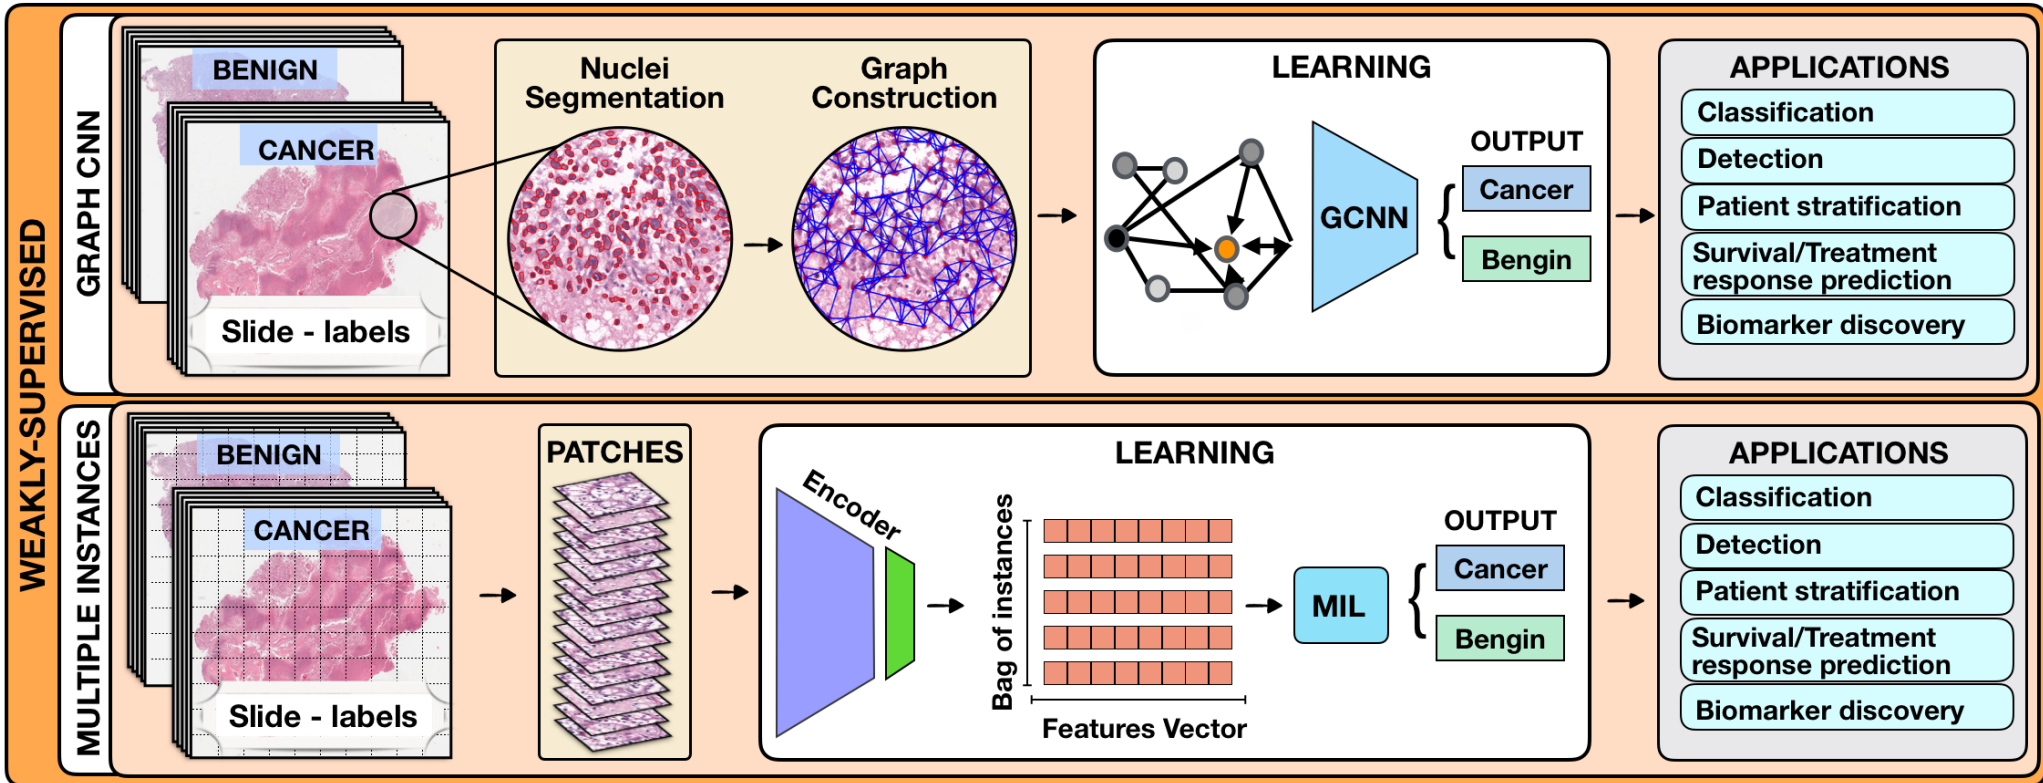 WEAKLY-SUPERVISED
GRAPH CNN
BENIGN
CANCER
Slide - labels
Nuclei
Segmentation
Graph
Construction
LEARNING
GCNN
OUTPUT
Cancer
Bengin
APPLICATIONS
Classification
Detection
Patient stratification
Survival/Treatment
response prediction
Biomarker discovery
MULTIPLE INSTANCES
BENIGN
CANCER
Slide - labels
PATCHES
LEARNING
Encoder
Bag of instances
Features Vector
MIL
OUTPUT
Cancer
Bengin
APPLICATIONS
Classification
Detection
Patient stratification
Survival/Treatment
response prediction
Biomarker discovery